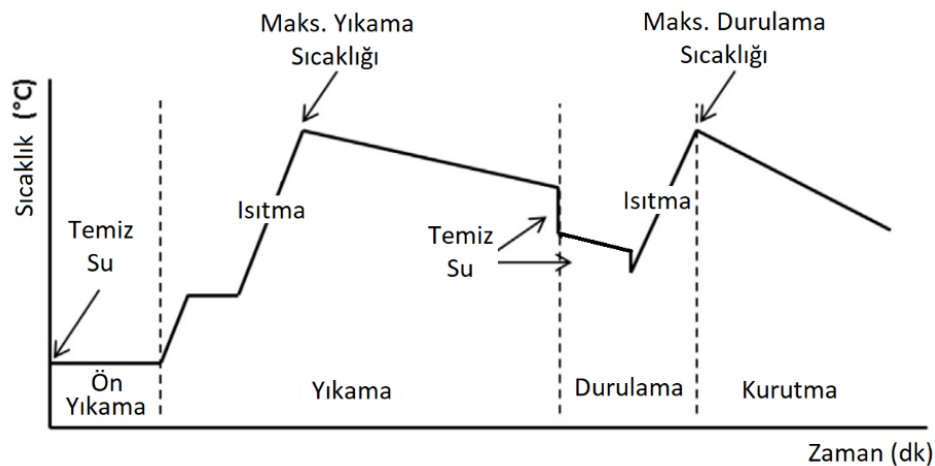 Maks. Yıkama
Sıcaklığı
Maks. Durulama
Sıcaklığı
Sıcaklık (°C)
Isıtma
Isıtma
Temiz
Su
Temiz
Su
Ön
Yıkama
Yıkama
Durulama
Kurutma
Zaman (dk)